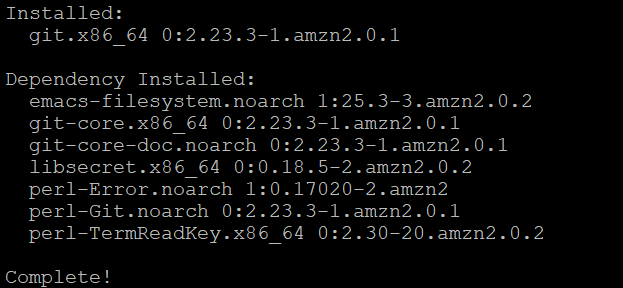 Installed:
git.x86_64 0:2.23.3-1.amzn2.0.1
Dependency Installed:
emacs-filesystem.noarch 1:25.3-3.amzn2.0.2
git-core.x86_64 0:2.23.3-1.amzn2.0.1
git-core-doc.noarch 0:2.23.3-1.amzn2.0.1
libsecret.x86_64 0:0.18.5-2.amzn2.0.2
perl-Error.noarch 1:0.17020-2.amzn2
perl-Git.noarch 0:2.23.3-1.amzn2.0.1
perl-TermReadKey.x86_64 0:2.30-20.amzn2.0.2
Complete!